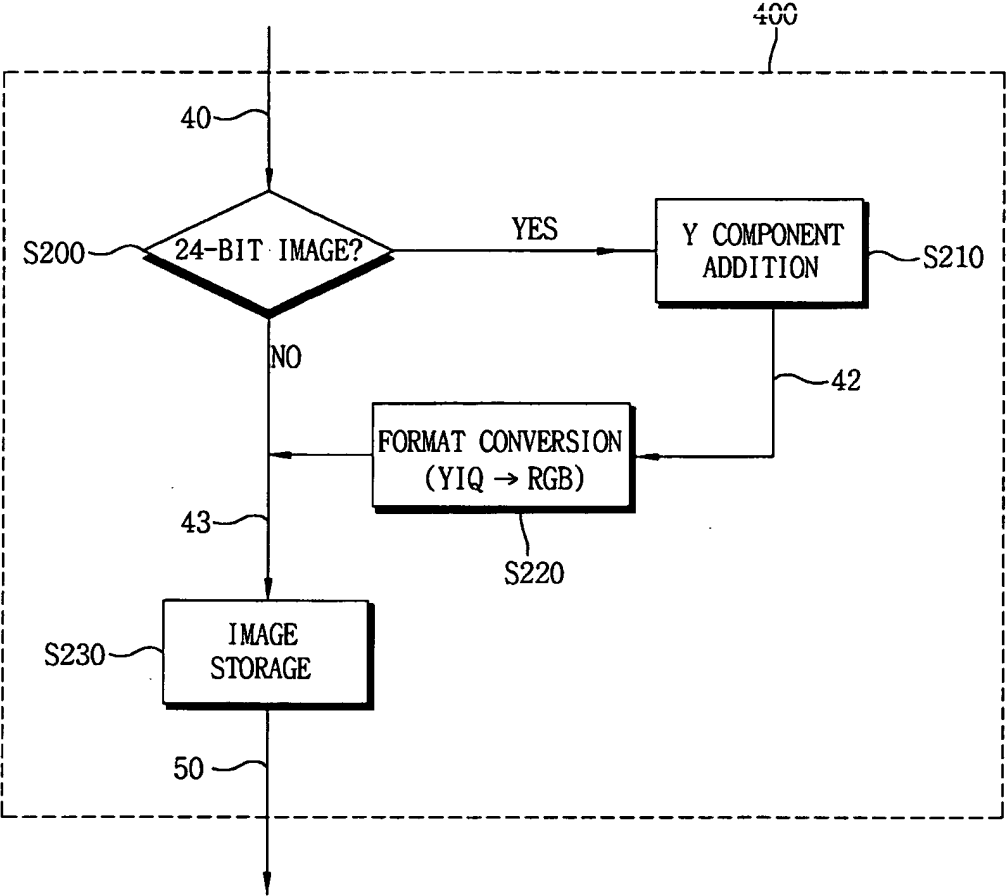 400
40
S200
24-BIT IMAGE?
YES
Y COMPONENT
ADDITION
S210
NO
42
FORMAT CONVERSION
(YIQ → RGB)
43
S220
IMAGE
STORAGE
S230
50